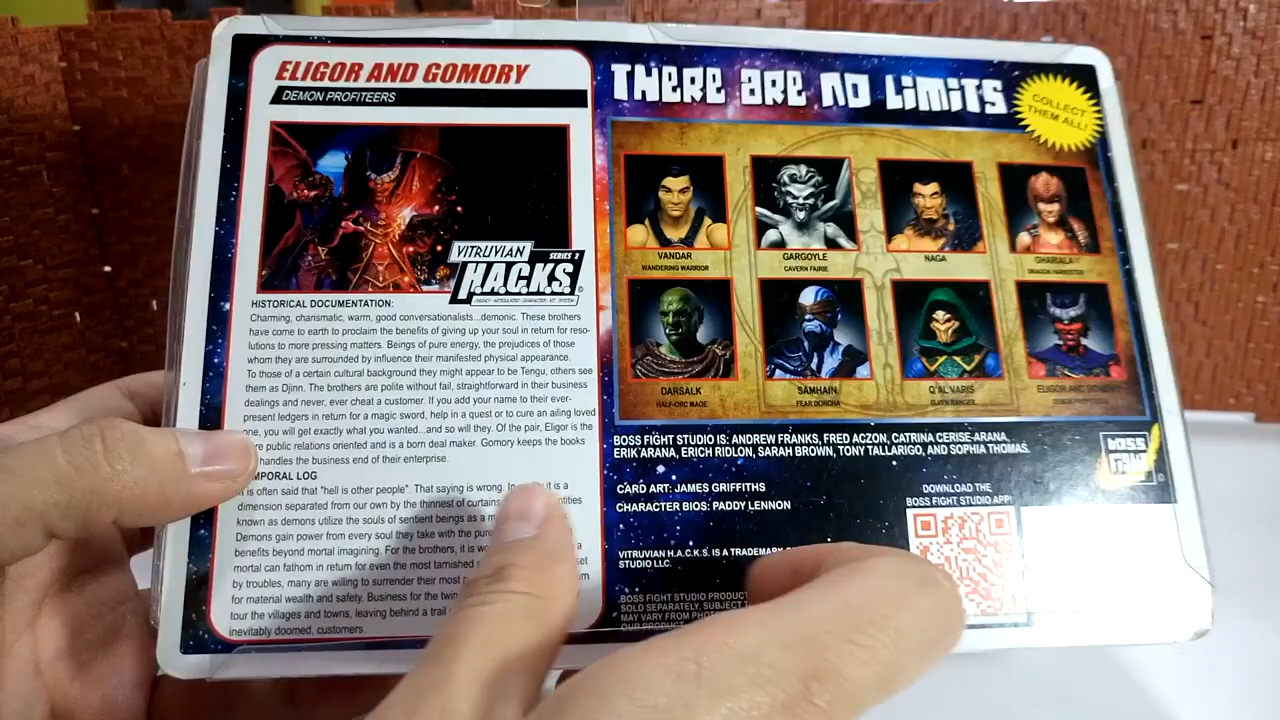 ELIGOR AND GOMORY
DEMON PROFITEERS
VITRUVIAN
SERIES 2
H.A.C.K.S.
HISTORICAL DOCUMENTATION:
Charming, charismatic, warm, good conversationalists...demonic. These brothers
have come to earth to proclaim the benefits of giving up your soul in return for reso-
lutions to more pressing matters. Beings of pure energy, the prejudices of those
whom they are surrounded by influence their manifested physical appearance.
To those of a certain cultural background they might appear to be Tengu, others see
them as Djinn. The brothers are polite without fail, straightforward in their business
dealings and never, ever cheat a customer. If you add your name to their ever-
present ledgers in return for a magic sword, help in a quest or to cure an ailing loved
one, you will get exactly what you wanted...and so will they. Of the pair, Eligor is the
public relations oriented and is a born deal maker. Gomory keeps the books
handles the business end of their enterprise.
LOG
It is often said that "hell is other people". That saying is wrong. it is a
dimension separated from our own by the thinnest of curtains
known as demons utilize the souls of sentient beings as a
Demons gain power from every soul they take with the
benefits beyond mortal imagining. For the brothers, it is a
mortal can fathom in return for even the most tarnished
by troubles, many are willing to surrender their most
for material wealth and safety. Business for the
tour the villages and towns, leaving behind a trail
inevitably doomed, customers.
THERE ARE NO LIMITS
COLLECT
THEM ALL!
VANDAR
WANDERING WARRIOR
GARGOYLE
CAVERN FAIRIE
NAGA
GHARIALA
DRAGON HARVESTER
DARSALK
HALF-ORC MAGE
SAMHAIN
FEAR DORCHA
Q'ALVARIS
ELVEN RANGER
ELIGOR AND GOMORY
BOSS FIGHT STUDIO IS: ANDREW FRANKS, FRED ACZON, CATRINA CERISE-ARANA,
ERIK ARANA, ERICH RIDLON, SARAH BROWN, TONY TALLARIGO, AND SOPHIA THOMAS.
CARD ART: JAMES GRIFFITHS
CHARACTER BIOS: PADDY LENNON
DOWNLOAD THE
BOSS FIGHT STUDIO APP!
VITRUVIAN H.A.C.K.S. IS A TRADEMARK
STUDIO LLC.
BOSS FIGHT STUDIO PRODUCT
SOLD SEPARATELY, SUBJECT
MAY VARY FROM
OUR PRODUCT